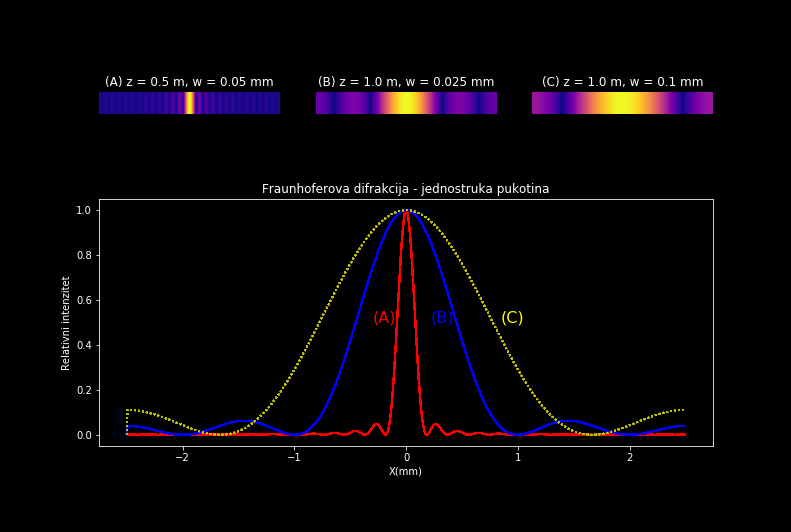 (A) z = 0.5 m, w = 0.05 mm
(B) z = 1.0 m, w = 0.025 mm
(C) z = 1.0 m, w = 0.1 mm
Fraunhoferova difrakcija - jednostruka pukotina
1.0
0.8
0.6
0.4
0.2
0.0
Relativni intenzitet
(A)
(B)
(C)
−2
−1
0
1
2
X(mm)